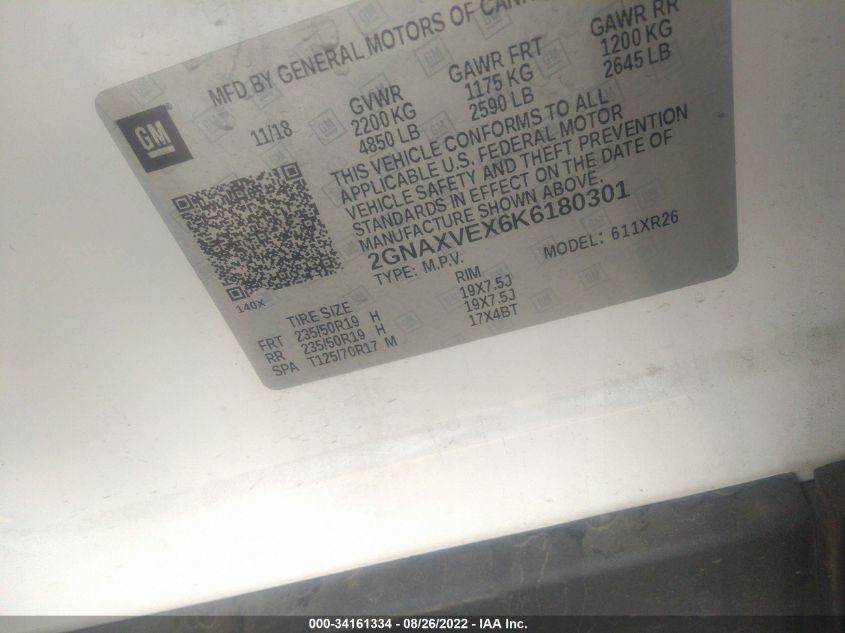 MFD BY GENERAL MOTORS OF
GM
11/18
GVWR
2200 KG
4850 LB
GAWR FRT
1175 KG
2590 LB
GAWR RR
1200 KG
2645 LB
THIS VEHICLE CONFORMS TO ALL
APPLICABLE U.S. FEDERAL MOTOR
VEHICLE SAFETY AND THEFT PREVENTION
STANDARDS IN EFFECT ON THE DATE OF
MANUFACTURE SHOWN ABOVE.
2GNAXVEX6K6180301
TYPE: M.P.V. MODEL: 611XR26
140X
TIRE SIZE RIM
FRT 235/50R19 H 19X7.5J
RR 235/50R19 H 19X7.5J
SPA T125/70R17 M 17X4BT
000-34161334 - 08/26/2022 - IAA Inc.